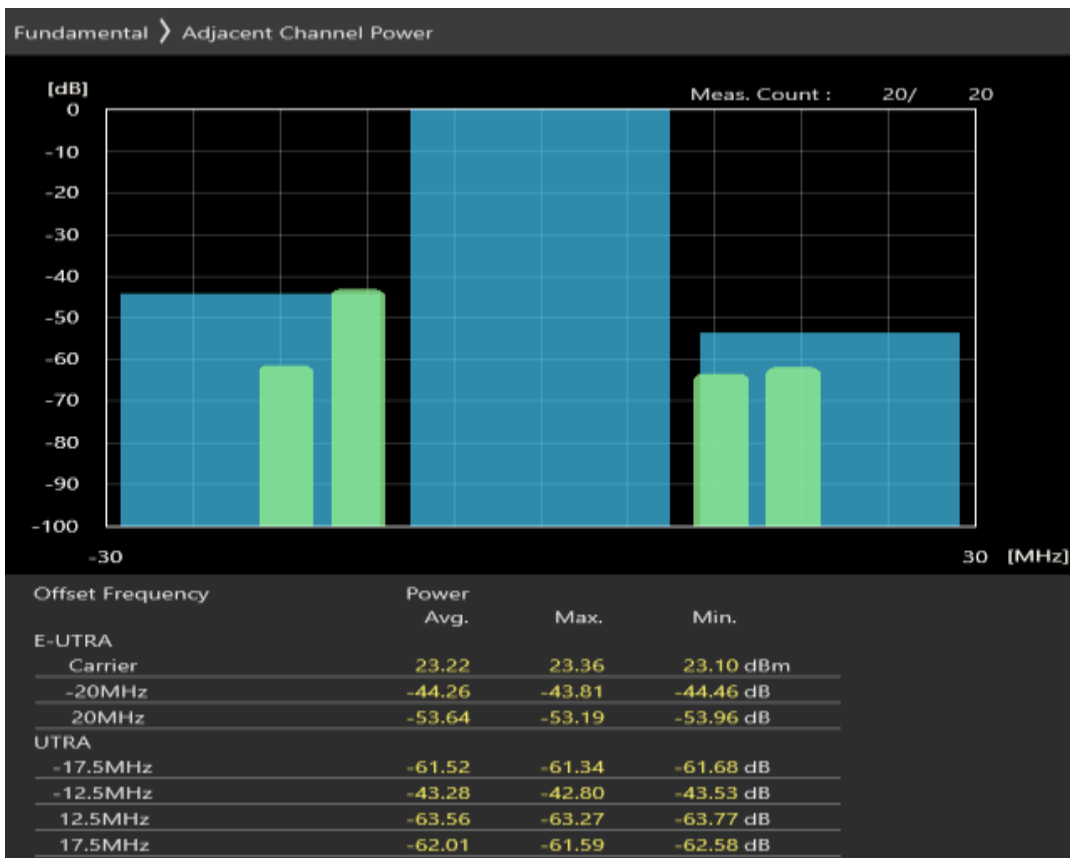 Fundamental 〉 Adjacent Channel Power
[dB]
Meas. Count : 20/ 20
0
-10
-20
-30
-40
-50
-60
-70
-80
-90
-100
-30 30 [MHz]
Offset Frequency Power
Avg. Max. Min.
E-UTRA
Carrier 23.22 23.36 23.10 dBm
-20MHz -44.26 -43.81 -44.46 dB
20MHz -53.64 -53.19 -53.96 dB
UTRA
-17.5MHz -61.52 -61.34 -61.68 dB
-12.5MHz -43.28 -42.80 -43.53 dB
12.5MHz -63.56 -63.27 -63.77 dB
17.5MHz -62.01 -61.59 -62.58 dB